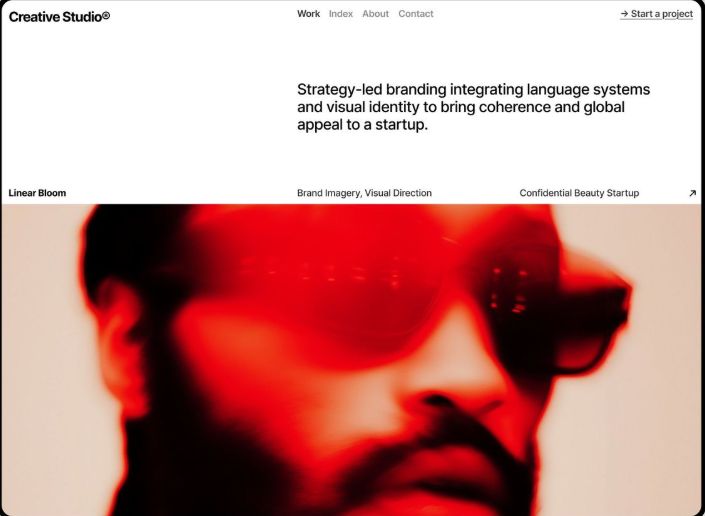 Creative Studio®
Work Index About Contact
→ Start a project
Strategy-led branding integrating language systems
and visual identity to bring coherence and global
appeal to a startup.
Linear Bloom
Brand Imagery, Visual Direction
Confidential Beauty Startup
↗